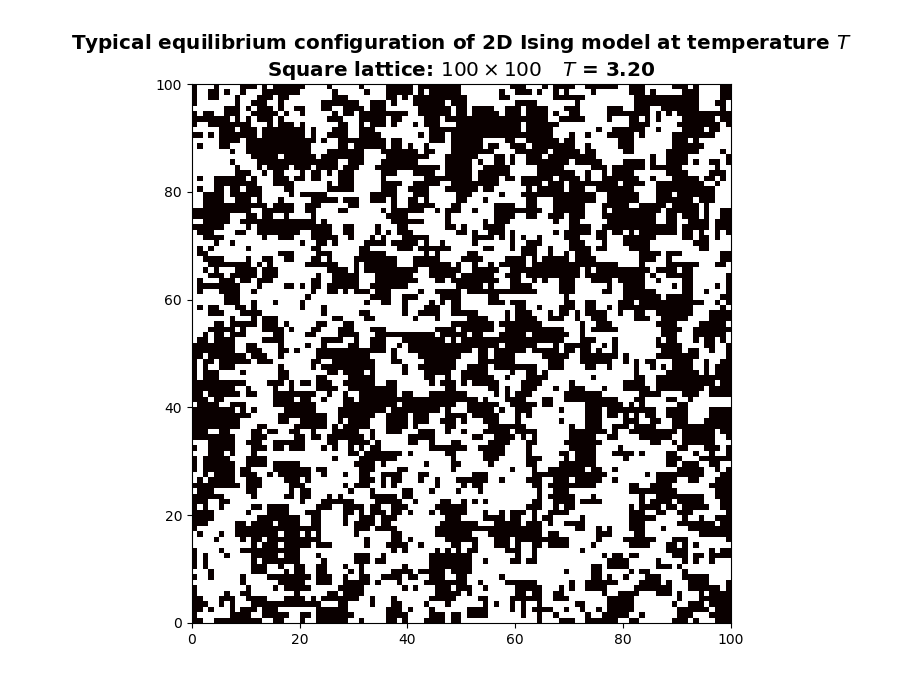 Typical equilibrium configuration of 2D Ising model at temperature T
Square lattice: 100 × 100 T = 3.20
100
80
60
40
20
0
0 20 40 60 80 100